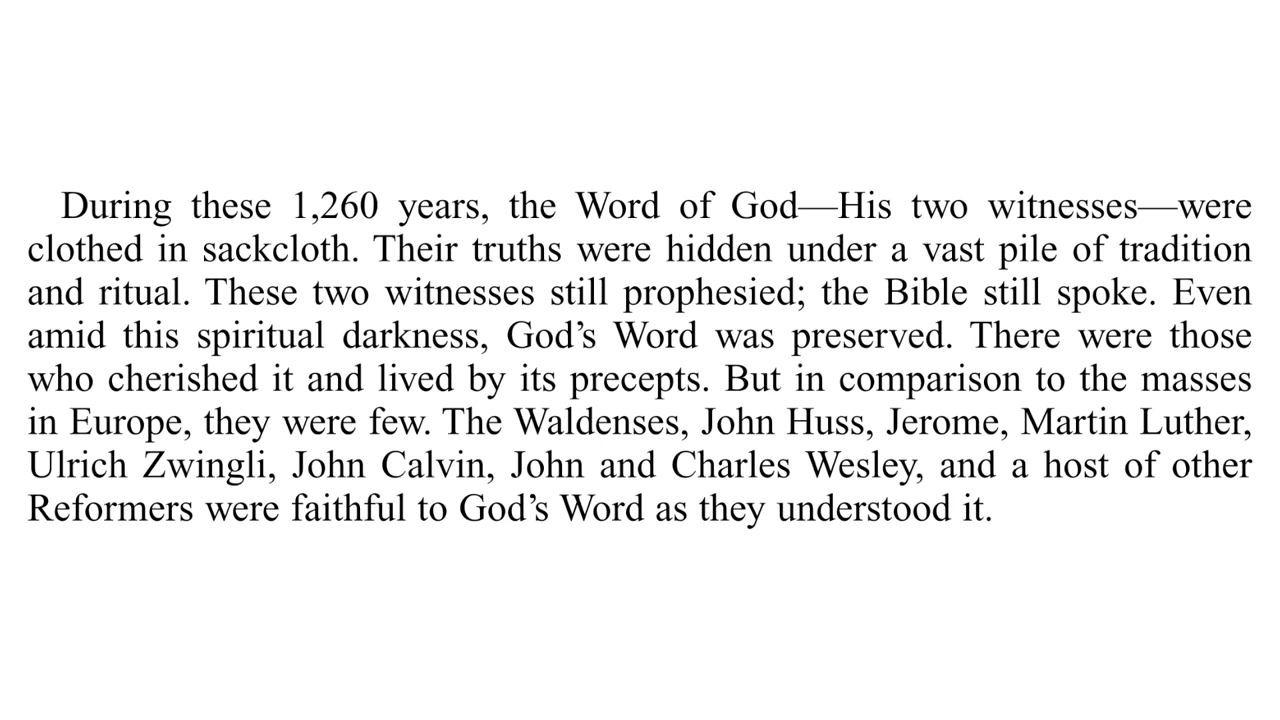 During these 1,260 years, the Word of God—His two witnesses—were
clothed in sackcloth. Their truths were hidden under a vast pile of tradition
and ritual. These two witnesses still prophesied; the Bible still spoke. Even
amid this spiritual darkness, God’s Word was preserved. There were those
who cherished it and lived by its precepts. But in comparison to the masses
in Europe, they were few. The Waldenses, John Huss, Jerome, Martin Luther,
Ulrich Zwingli, John Calvin, John and Charles Wesley, and a host of other
Reformers were faithful to God’s Word as they understood it.